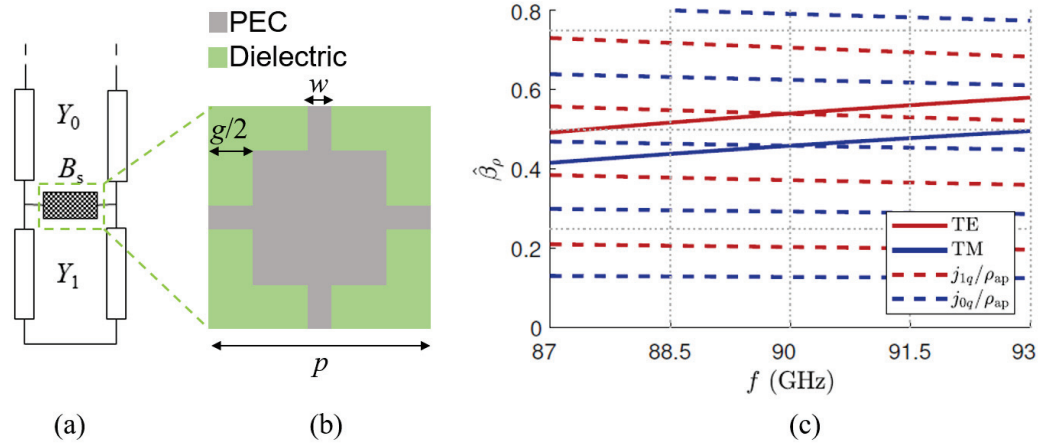 PEC
Dielectric
Y0
Bs
Y1
w
g/2
p
(a)
(b)
0.8
0.6
0.4
0.2
0
β̂ρ
TE
TM
j1q/ρap
j0q/ρap
87
88.5
90
91.5
93
f (GHz)
(c)